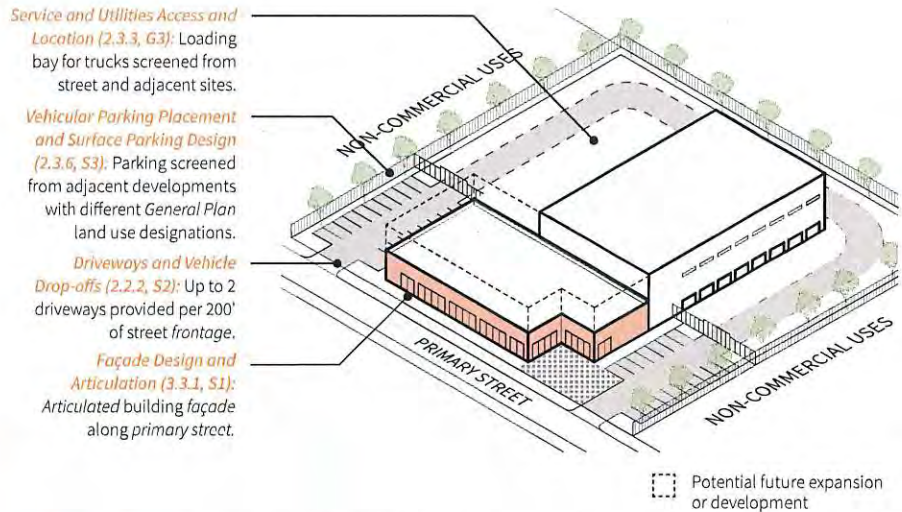 Service and Utilities Access and
Location (2.3.3, G3): Loading
bay for trucks screened from
street and adjacent sites.
Vehicular Parking Placement
and Surface Parking Design
(2.3.6, S3): Parking screened
from adjacent developments
with different General Plan
land use designations.
Driveways and Vehicle
Drop-offs (2.2.2, S2): Up to 2
driveways provided per 200'
of street frontage.
Façade Design and
Articulation (3.3.1, S1):
Articulated building façade
along primary street.
NON-COMMERCIAL USES
PRIMARY STREET
NON-COMMERCIAL USES
Potential future expansion
or development